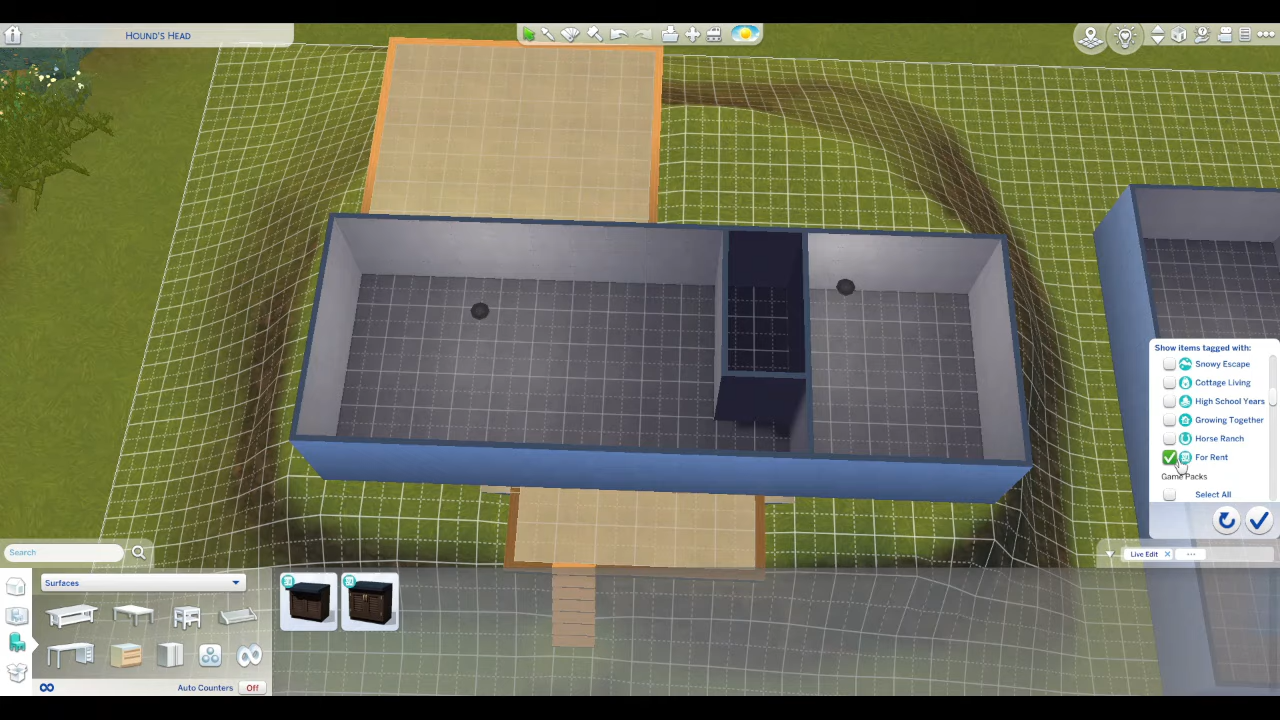 HOUND'S HEAD
Show items tagged with:
Snowy Escape
Cottage Living
High School Years
Growing Together
Horse Ranch
For Rent
Game Packs
Select All
Live Edit
Search
Surfaces
Auto Counters Off